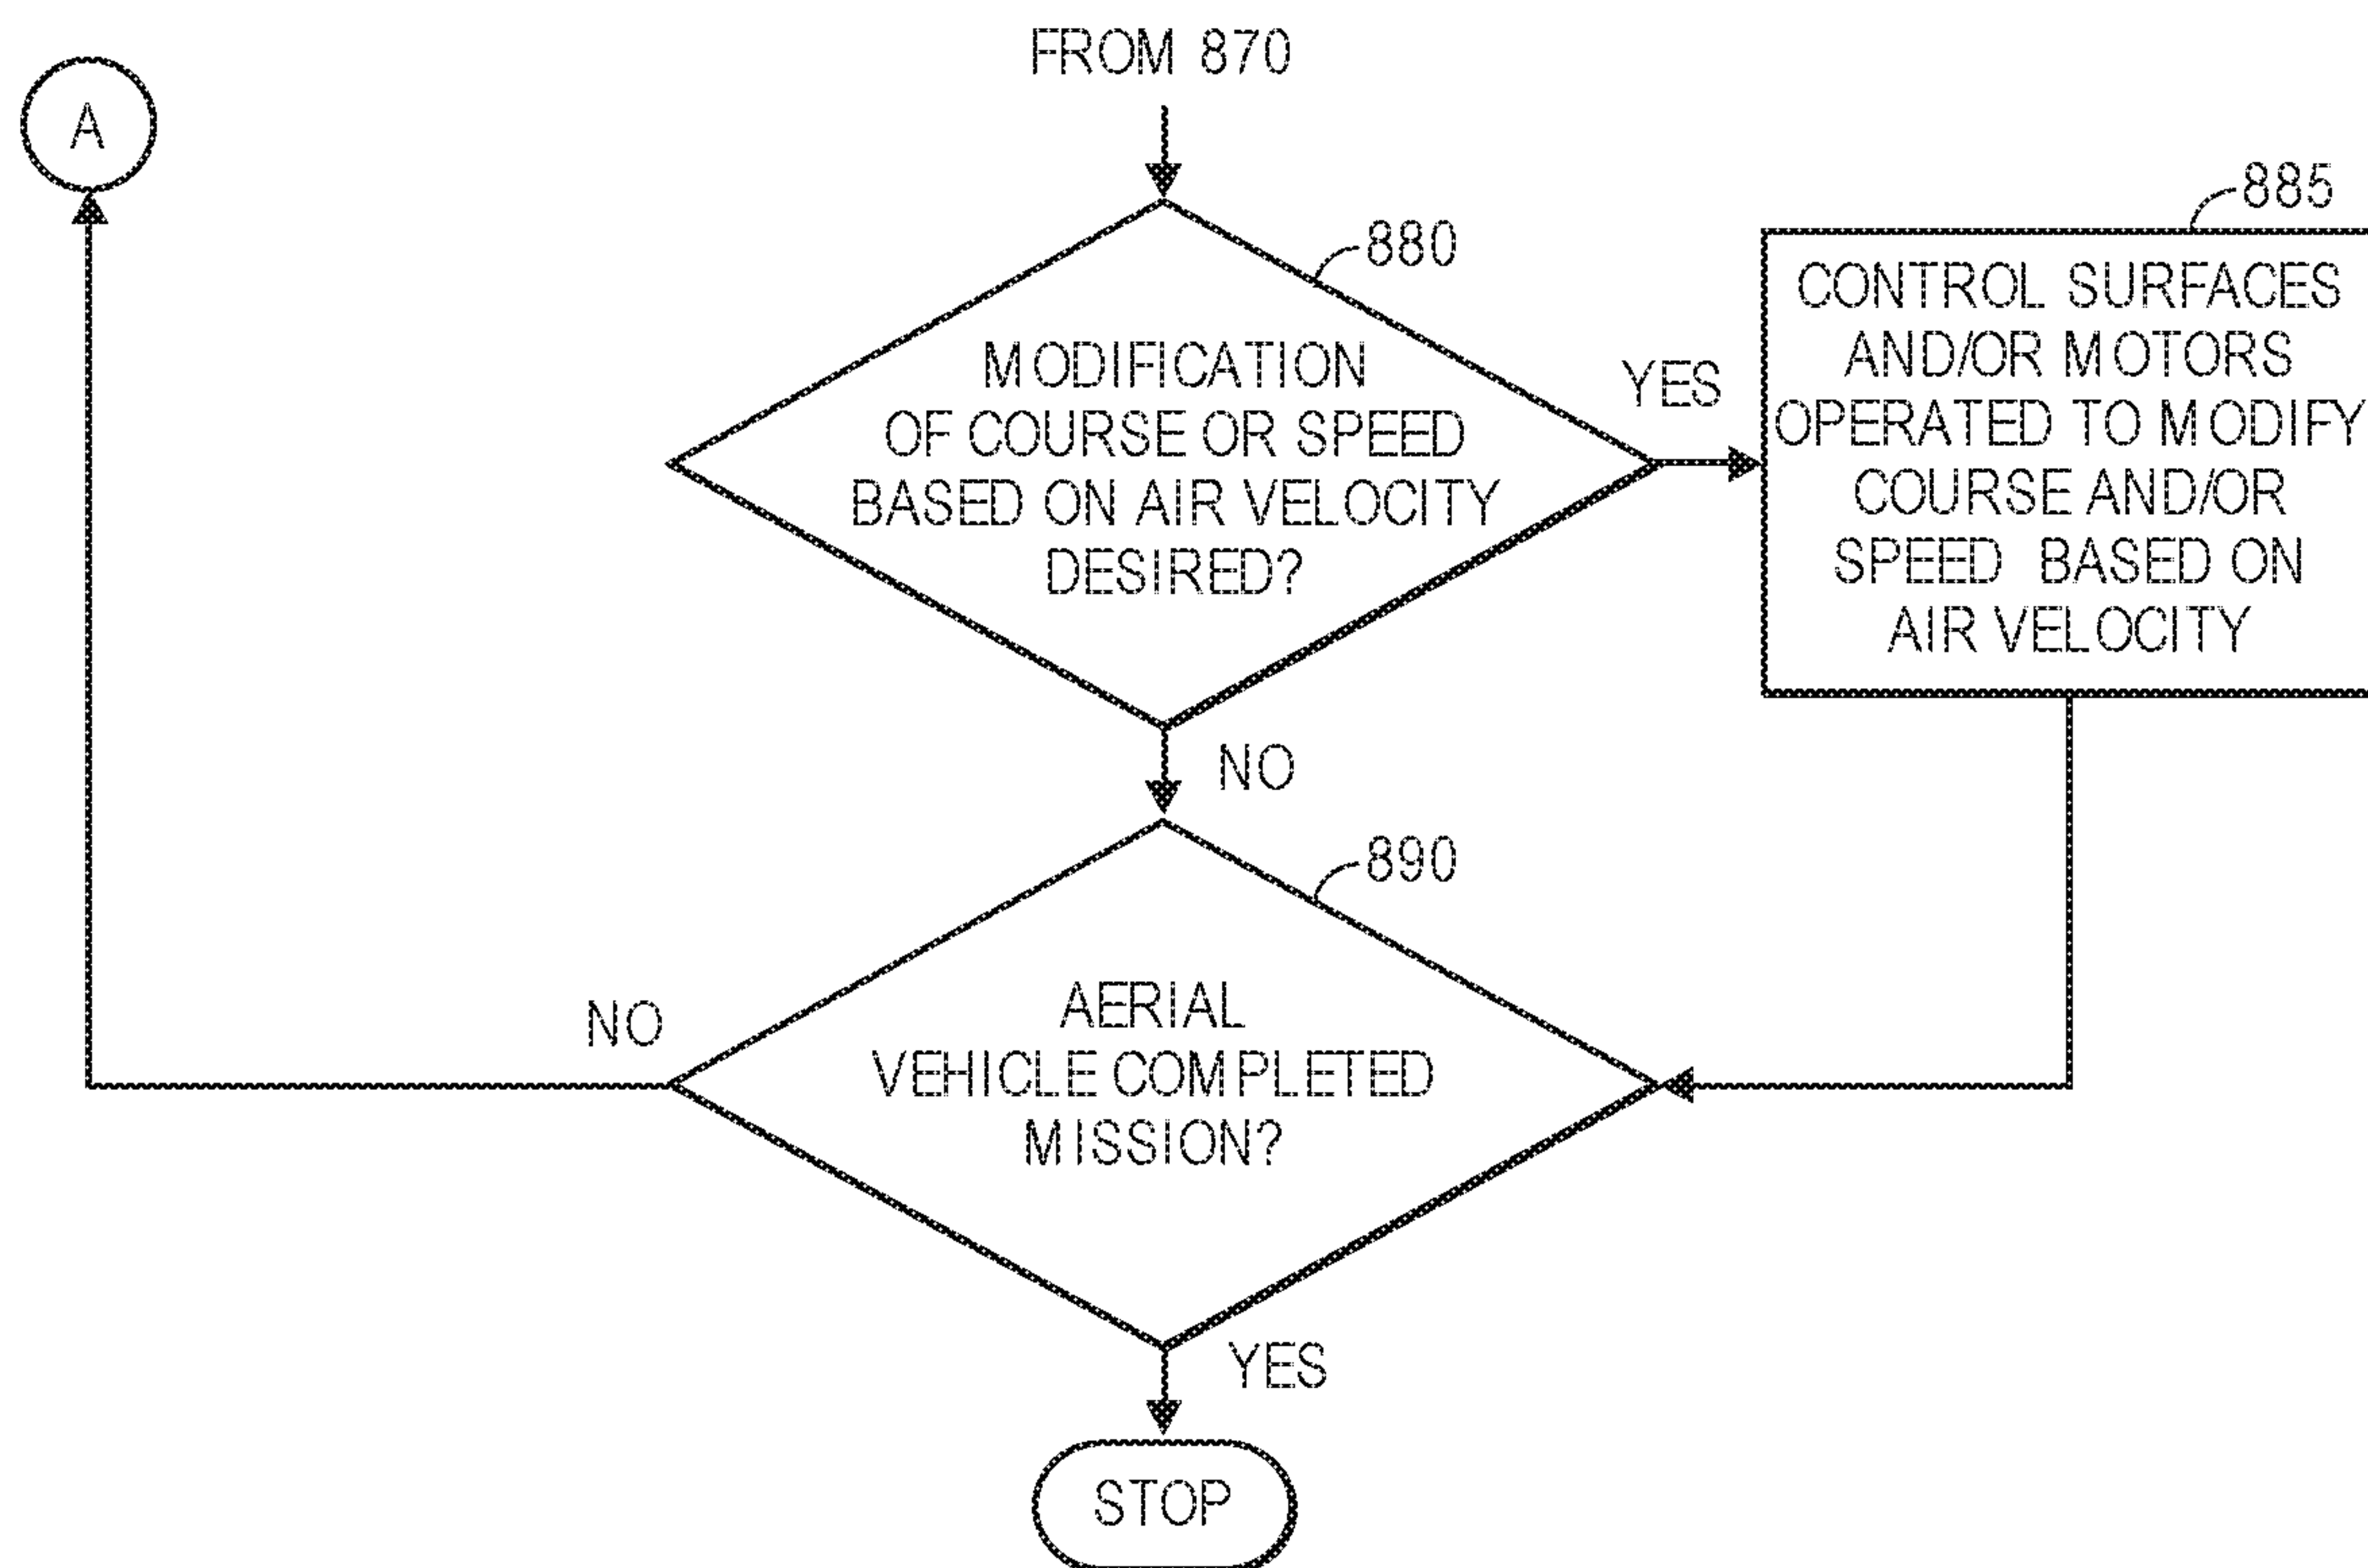 FROM 870
A
880
885
MODIFICATION
OF COURSE OR SPEED
BASED ON AIR VELOCITY
DESIRED?
YES
CONTROL SURFACES
AND/OR MOTORS
OPERATED TO MODIFY
COURSE AND/OR
SPEED BASED ON
AIR VELOCITY
NO
890
AERIAL
VEHICLE COMPLETED
MISSION?
NO
YES
STOP